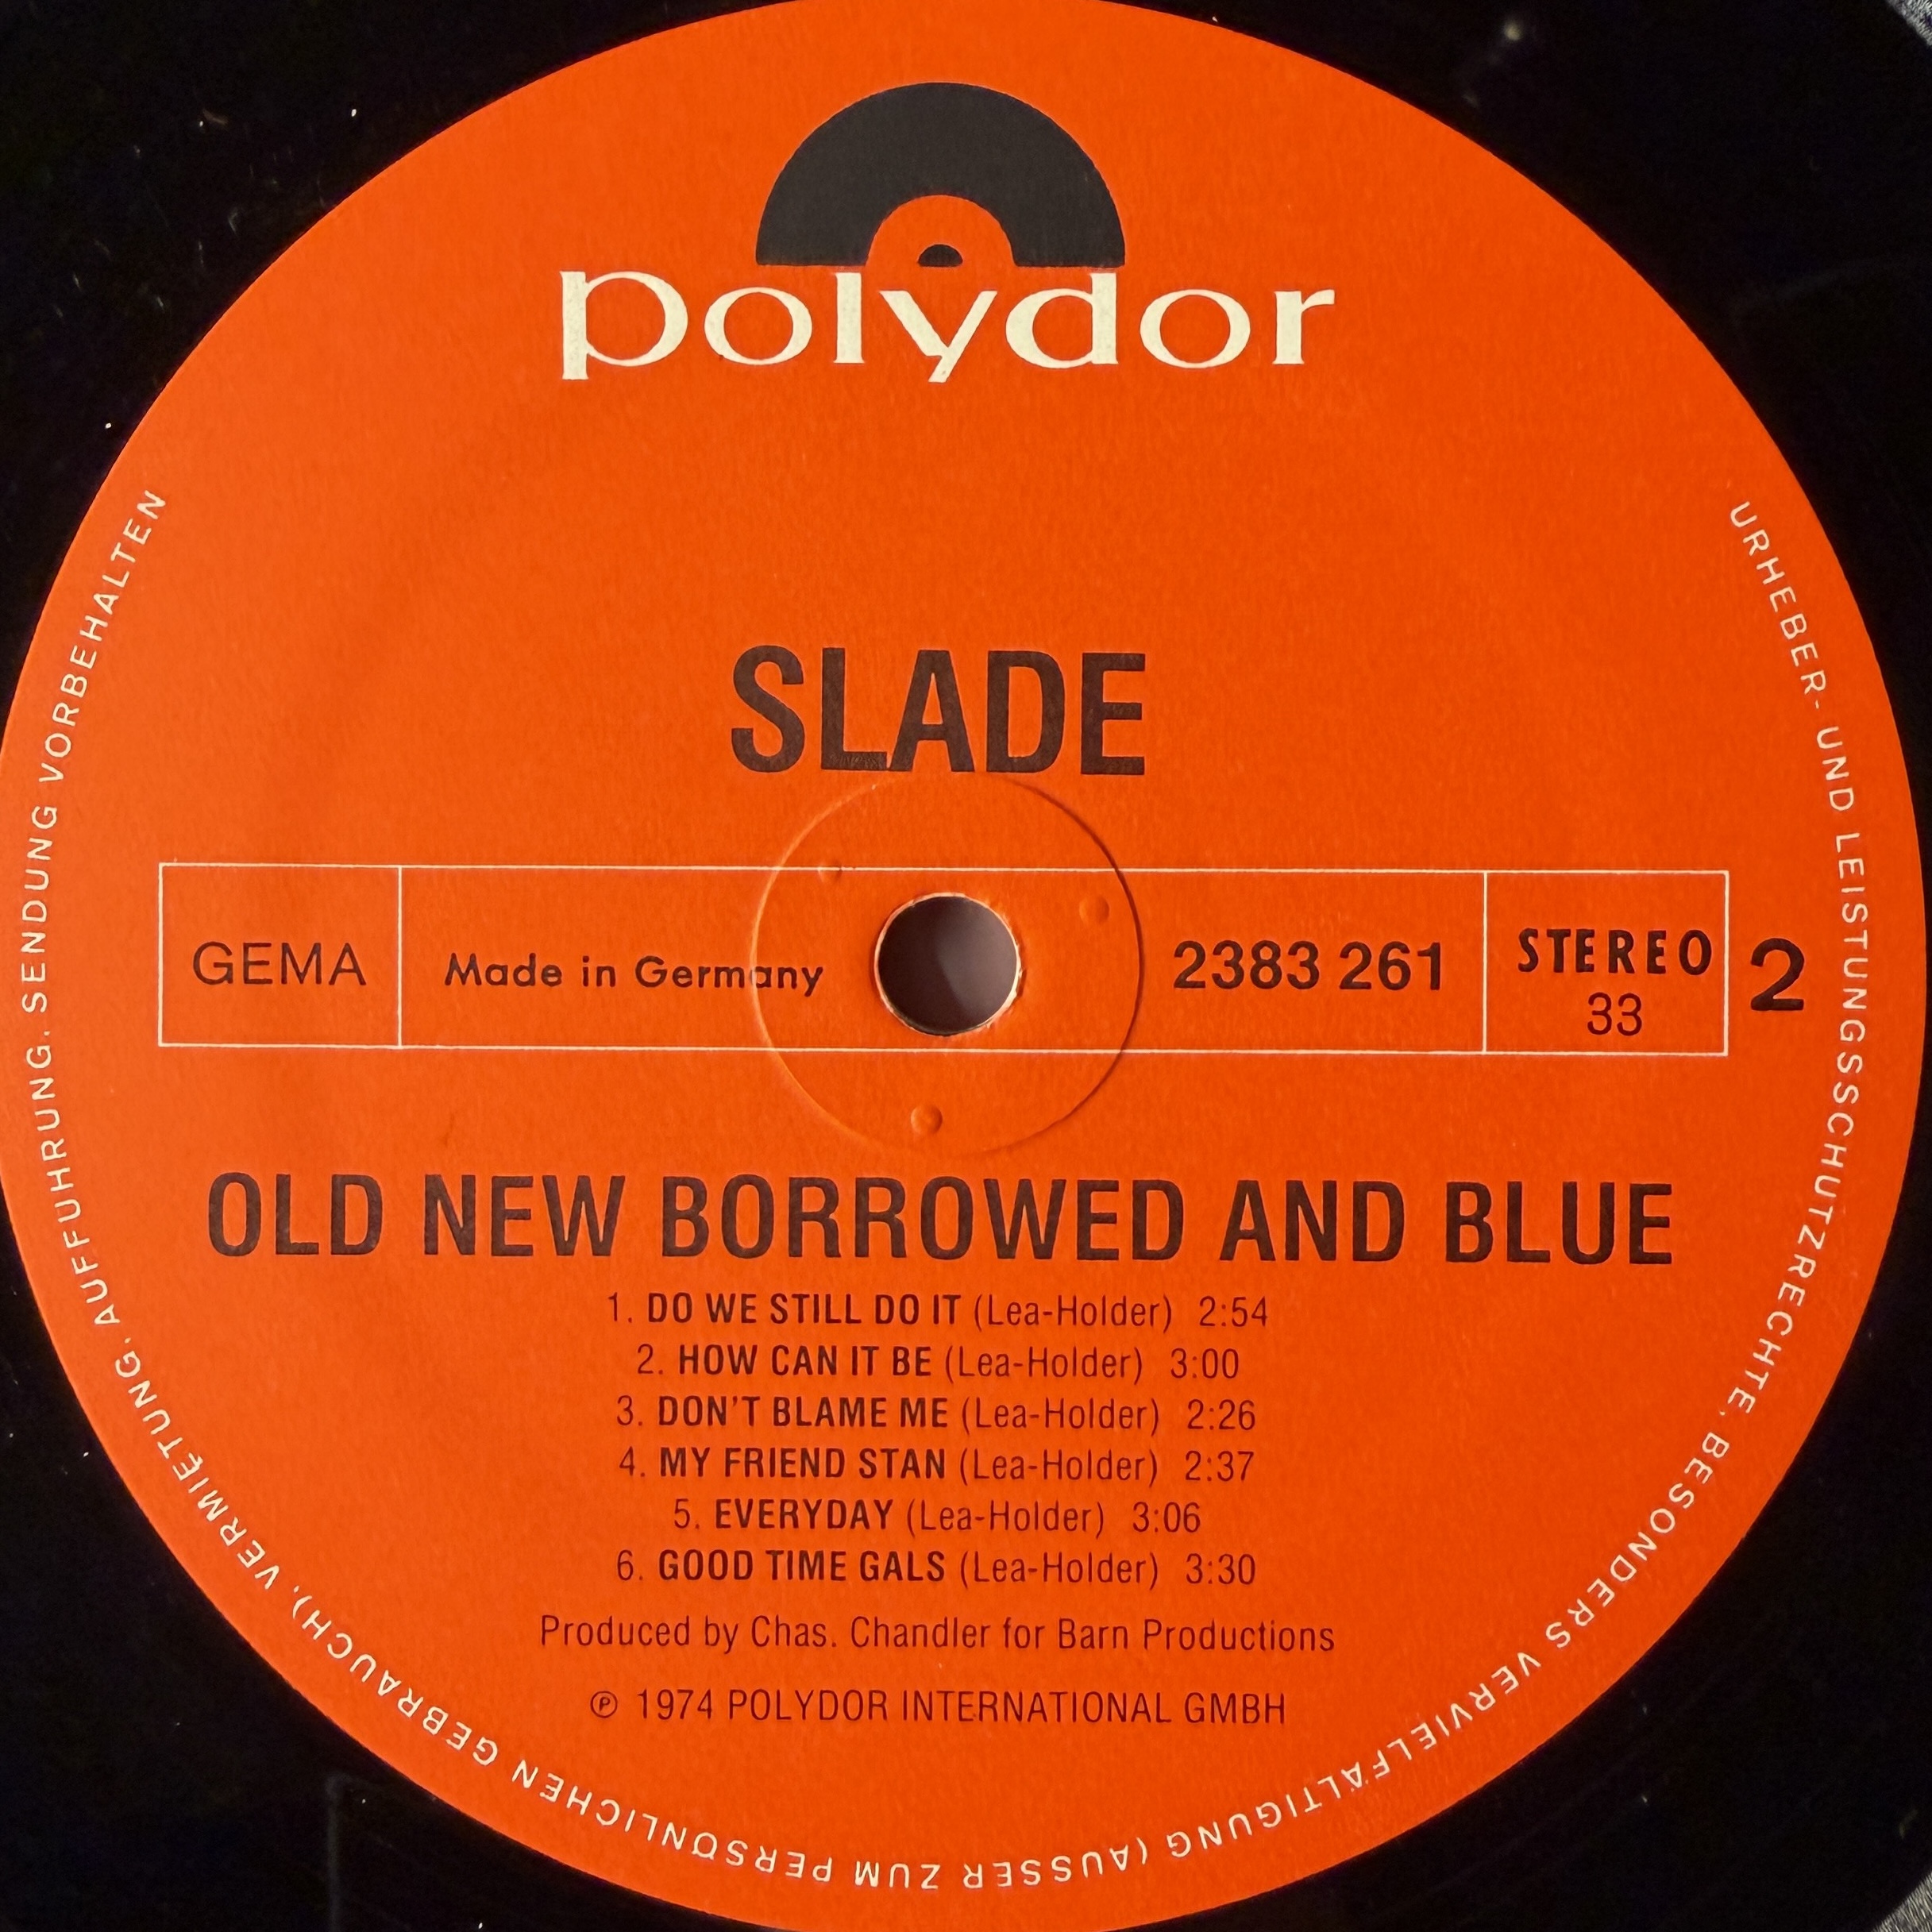 polydor
SLADE
GEMA
Made in Germany
2383 261
STEREO
33
2
OLD NEW BORROWED AND BLUE
1. DO WE STILL DO IT (Lea-Holder) 2:54
2. HOW CAN IT BE (Lea-Holder) 3:00
3. DON'T BLAME ME (Lea-Holder) 2:26
4. MY FRIEND STAN (Lea-Holder) 2:37
5. EVERYDAY (Lea-Holder) 3:06
6. GOOD TIME GALS (Lea-Holder) 3:30
Produced by Chas. Chandler for Barn Productions
℗ 1974 POLYDOR INTERNATIONAL GMBH
URHEBER- UND LEISTUNGSSCHUTZRECHTE, BESONDERS VERVIELFÄLTIGUNG (AUSSER ZUM PERSÖNLICHEN GEBRAUCH), VERMIETUNG, AUFFÜHRUNG, SENDUNG VORBEHALTEN